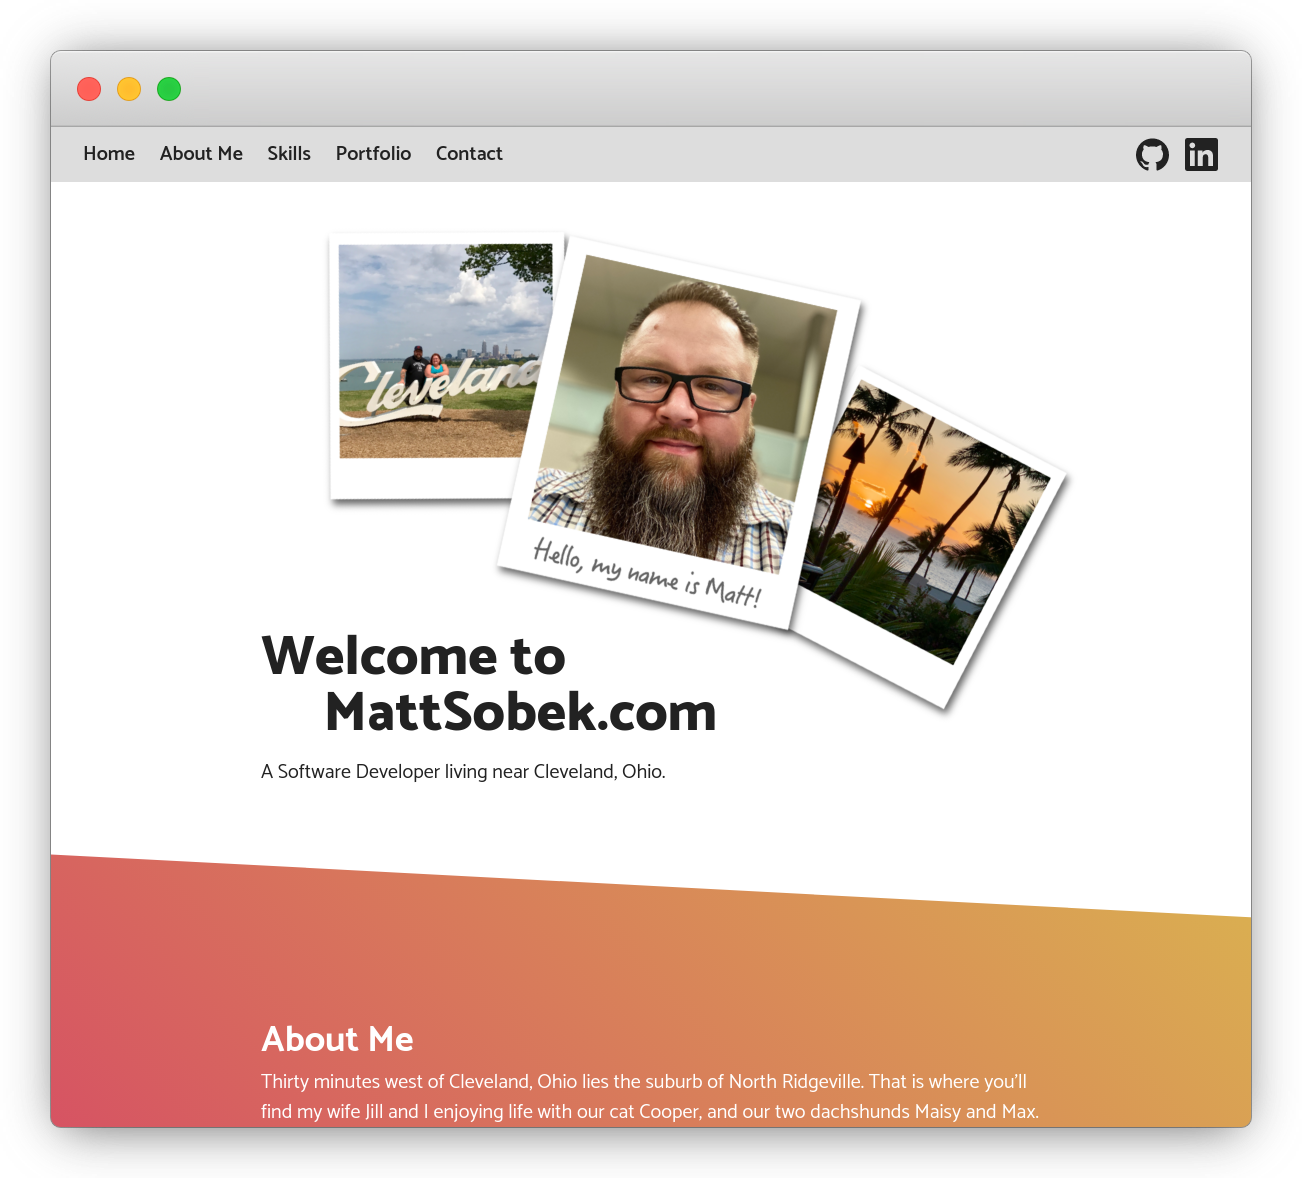 Home About Me Skills Portfolio Contact
in
Cleveland
Hello, my name is Matt!
Welcome to
MattSobek.com
A Software Developer living near Cleveland, Ohio.
About Me
Thirty minutes west of Cleveland, Ohio lies the suburb of North Ridgeville. That is where you'll
find my wife Jill and I enjoying life with our cat Cooper, and our two dachshunds Maisy and Max.